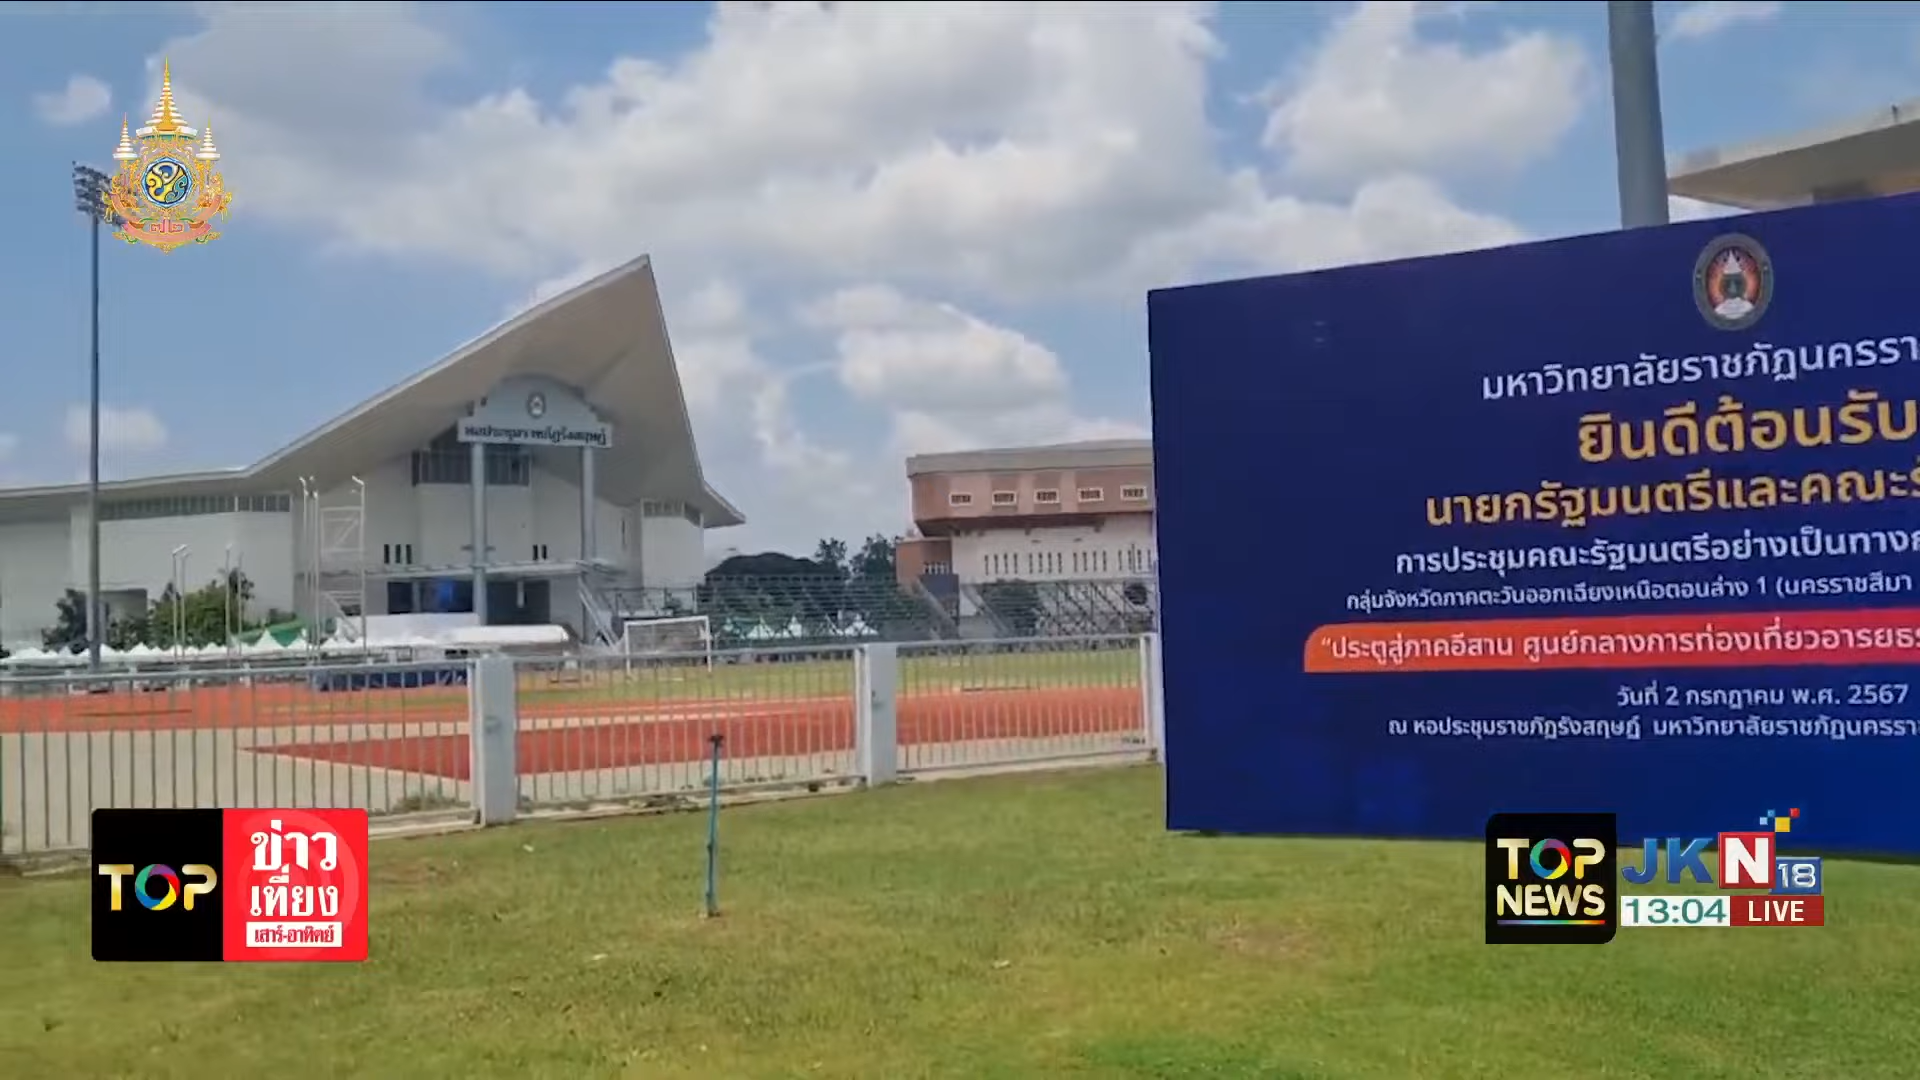 ๗๒
หอประชุมราชภัฏรังสฤษฎ์
มหาวิทยาลัยราชภัฏนครรา
ยินดีต้อนรับ
นายกรัฐมนตรีและคณะรั
การประชุมคณะรัฐมนตรีอย่างเป็นทางก
กลุ่มจังหวัดภาคตะวันออกเฉียงเหนือตอนล่าง 1 (นครราชสีมา
“ประตูสู่ภาคอีสาน ศูนย์กลางการท่องเที่ยวอารยธร
วันที่ 2 กรกฎาคม พ.ศ. 2567
ณ หอประชุมราชภัฏรังสฤษฎ์ มหาวิทยาลัยราชภัฏนครรา
TOP
ข่าว
เที่ยง
เสาร์-อาทิตย์
TOP
NEWS
JKN18
13:04 LIVE